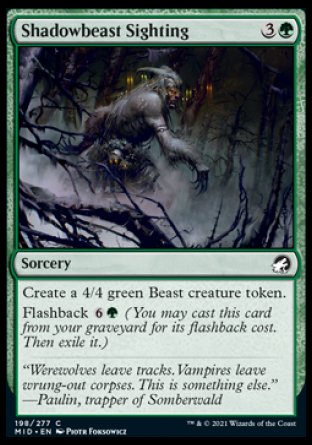 Shadowbeast Sighting 3
Sorcery
Create a 4/4 green Beast creature token.
Flashback 6 (You may cast this card
from your graveyard for its flashback cost.
Then exile it.)
"Werewolves leave tracks. Vampires leave
wrung-out corpses. This is something else."
—Paulin, trapper of Somberwald
198/277 C
MID • EN Piotr Foksowicz
™ & © 2021 Wizards of the Coast